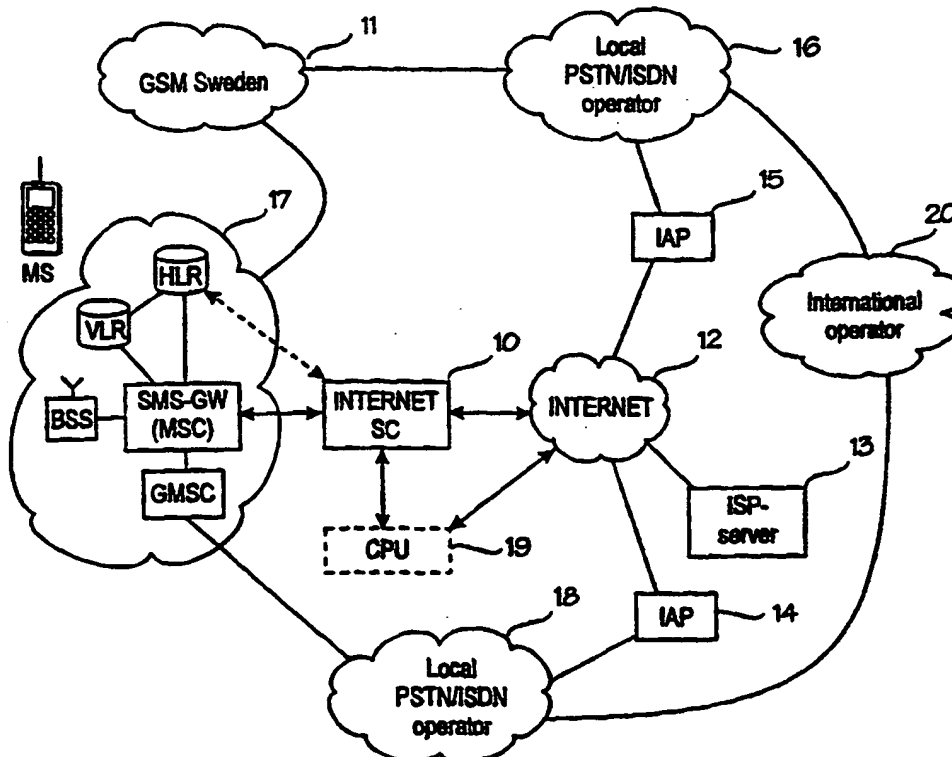 11
GSM Sweden
Local
PSTN/ISDN
operator
16
MS
17
HLR
VLR
BSS
SMS-GW
(MSC)
GMSC
15
IAP
20
International
operator
10
INTERNET
SC
12
INTERNET
13
ISP-
server
CPU
19
14
IAP
18
Local
PSTN/ISDN
operator